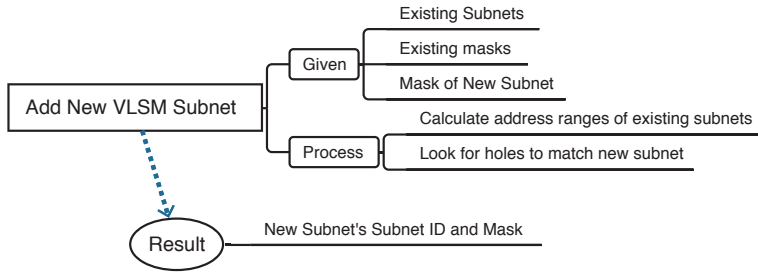 Existing Subnets
Existing masks
Given
Mask of New Subnet
Add New VLSM Subnet
Calculate address ranges of existing subnets
Process
Look for holes to match new subnet
Result
New Subnet's Subnet ID and Mask